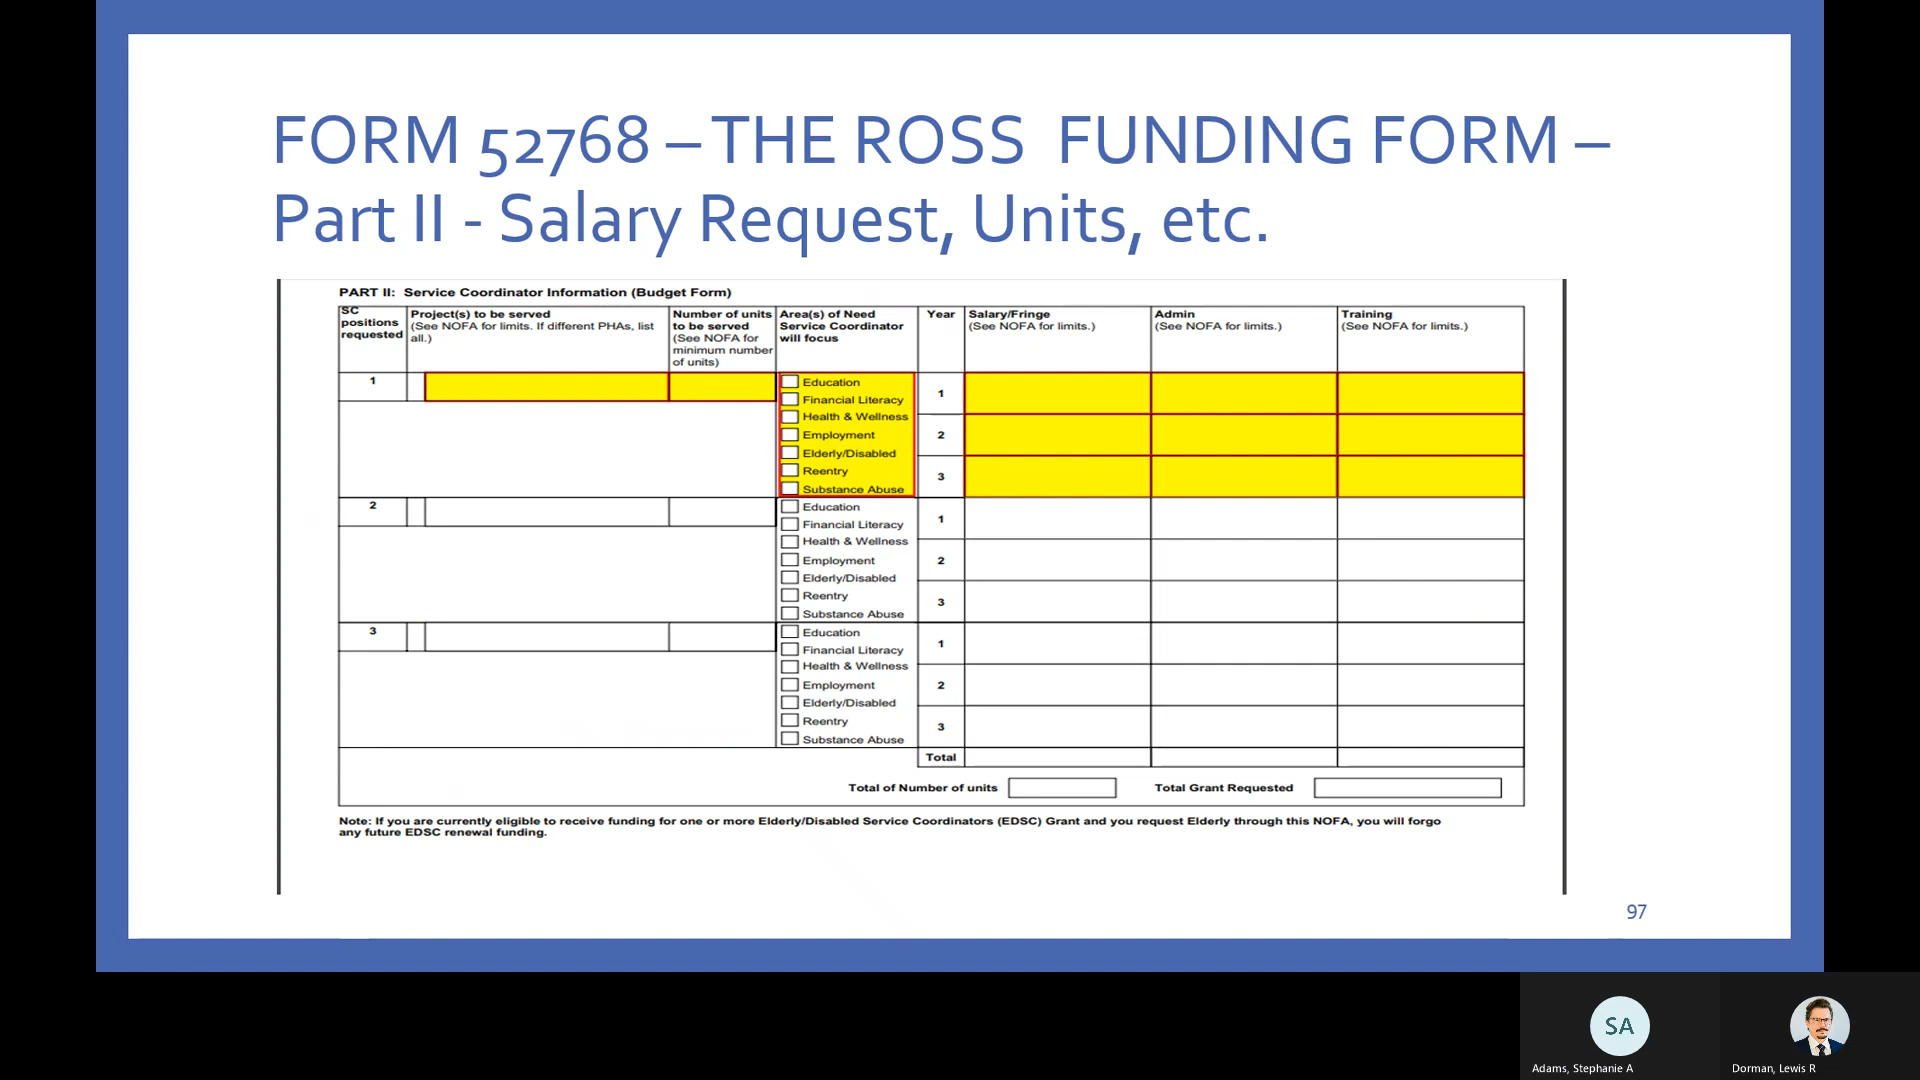 FORM 52768 – THE ROSS FUNDING FORM –
Part II - Salary Request, Units, etc.
PART II: Service Coordinator Information (Budget Form)
SC positions requested
Project(s) to be served
(See NOFA for limits. If different PHAs, list all.)
Number of units to be served
(See NOFA for minimum number of units)
Area(s) of Need Service Coordinator will focus
Year
Salary/Fringe
(See NOFA for limits.)
Admin
(See NOFA for limits.)
Training
(See NOFA for limits.)
1
Education
Financial Literacy
Health & Wellness
Employment
Elderly/Disabled
Reentry
Substance Abuse
1
2
3
2
Education
Financial Literacy
Health & Wellness
Employment
Elderly/Disabled
Reentry
Substance Abuse
1
2
3
3
Education
Financial Literacy
Health & Wellness
Employment
Elderly/Disabled
Reentry
Substance Abuse
1
2
3
Total
Total of Number of units
Total Grant Requested
Note: If you are currently eligible to receive funding for one or more Elderly/Disabled Service Coordinators (EDSC) Grant and you request Elderly through this NOFA, you will forgo
any future EDSC renewal funding.
97
SA
Adams, Stephanie A
Dorman, Lewis R